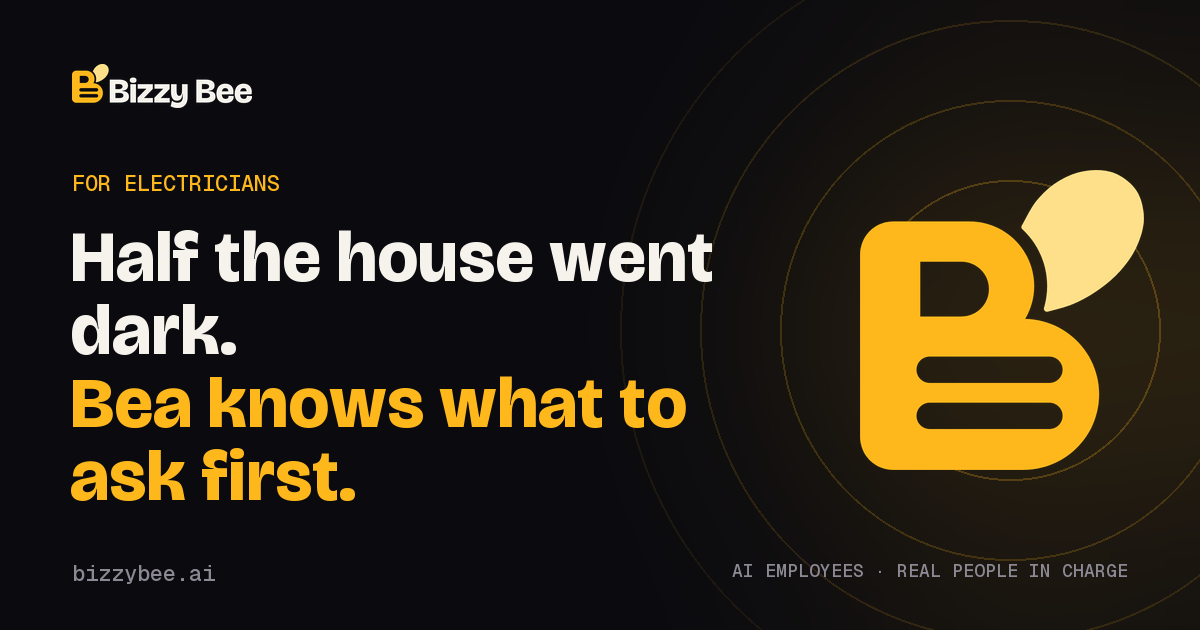 Bizzy Bee
FOR ELECTRICIANS
Half the house went
dark.
Bea knows what to
ask first.
bizzybee.ai
AI EMPLOYEES · REAL PEOPLE IN CHARGE